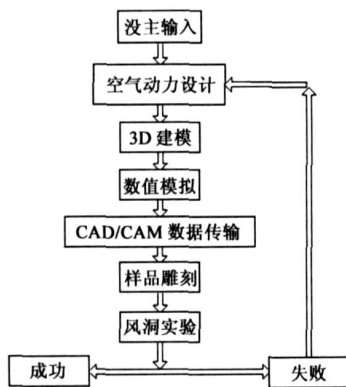 没主输入
空气动力设计
3D 建模
数值模拟
CAD/CAM 数据传输
样品雕刻
风洞实验
成功
失败